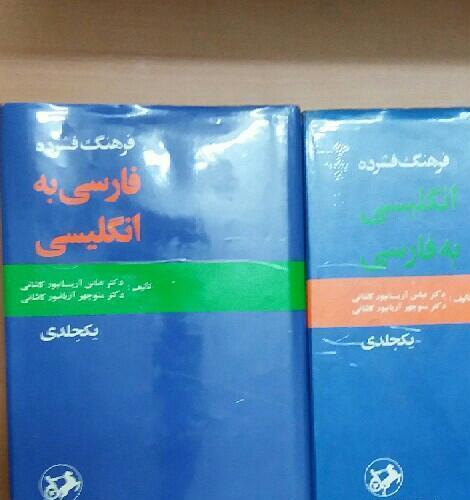 فرهنگ فشرده
فارسی به
انگلیسی
تألیف: دکتر عباس آریانپور کاشانی
دکتر منوچهر آریانپور کاشانی
یکجلدی
فرهنگ فشرده
انگلیسی
به فارسی
تألیف: دکتر عباس آریانپور کاشانی
دکتر منوچهر آریانپور کاشانی
یکجلدی